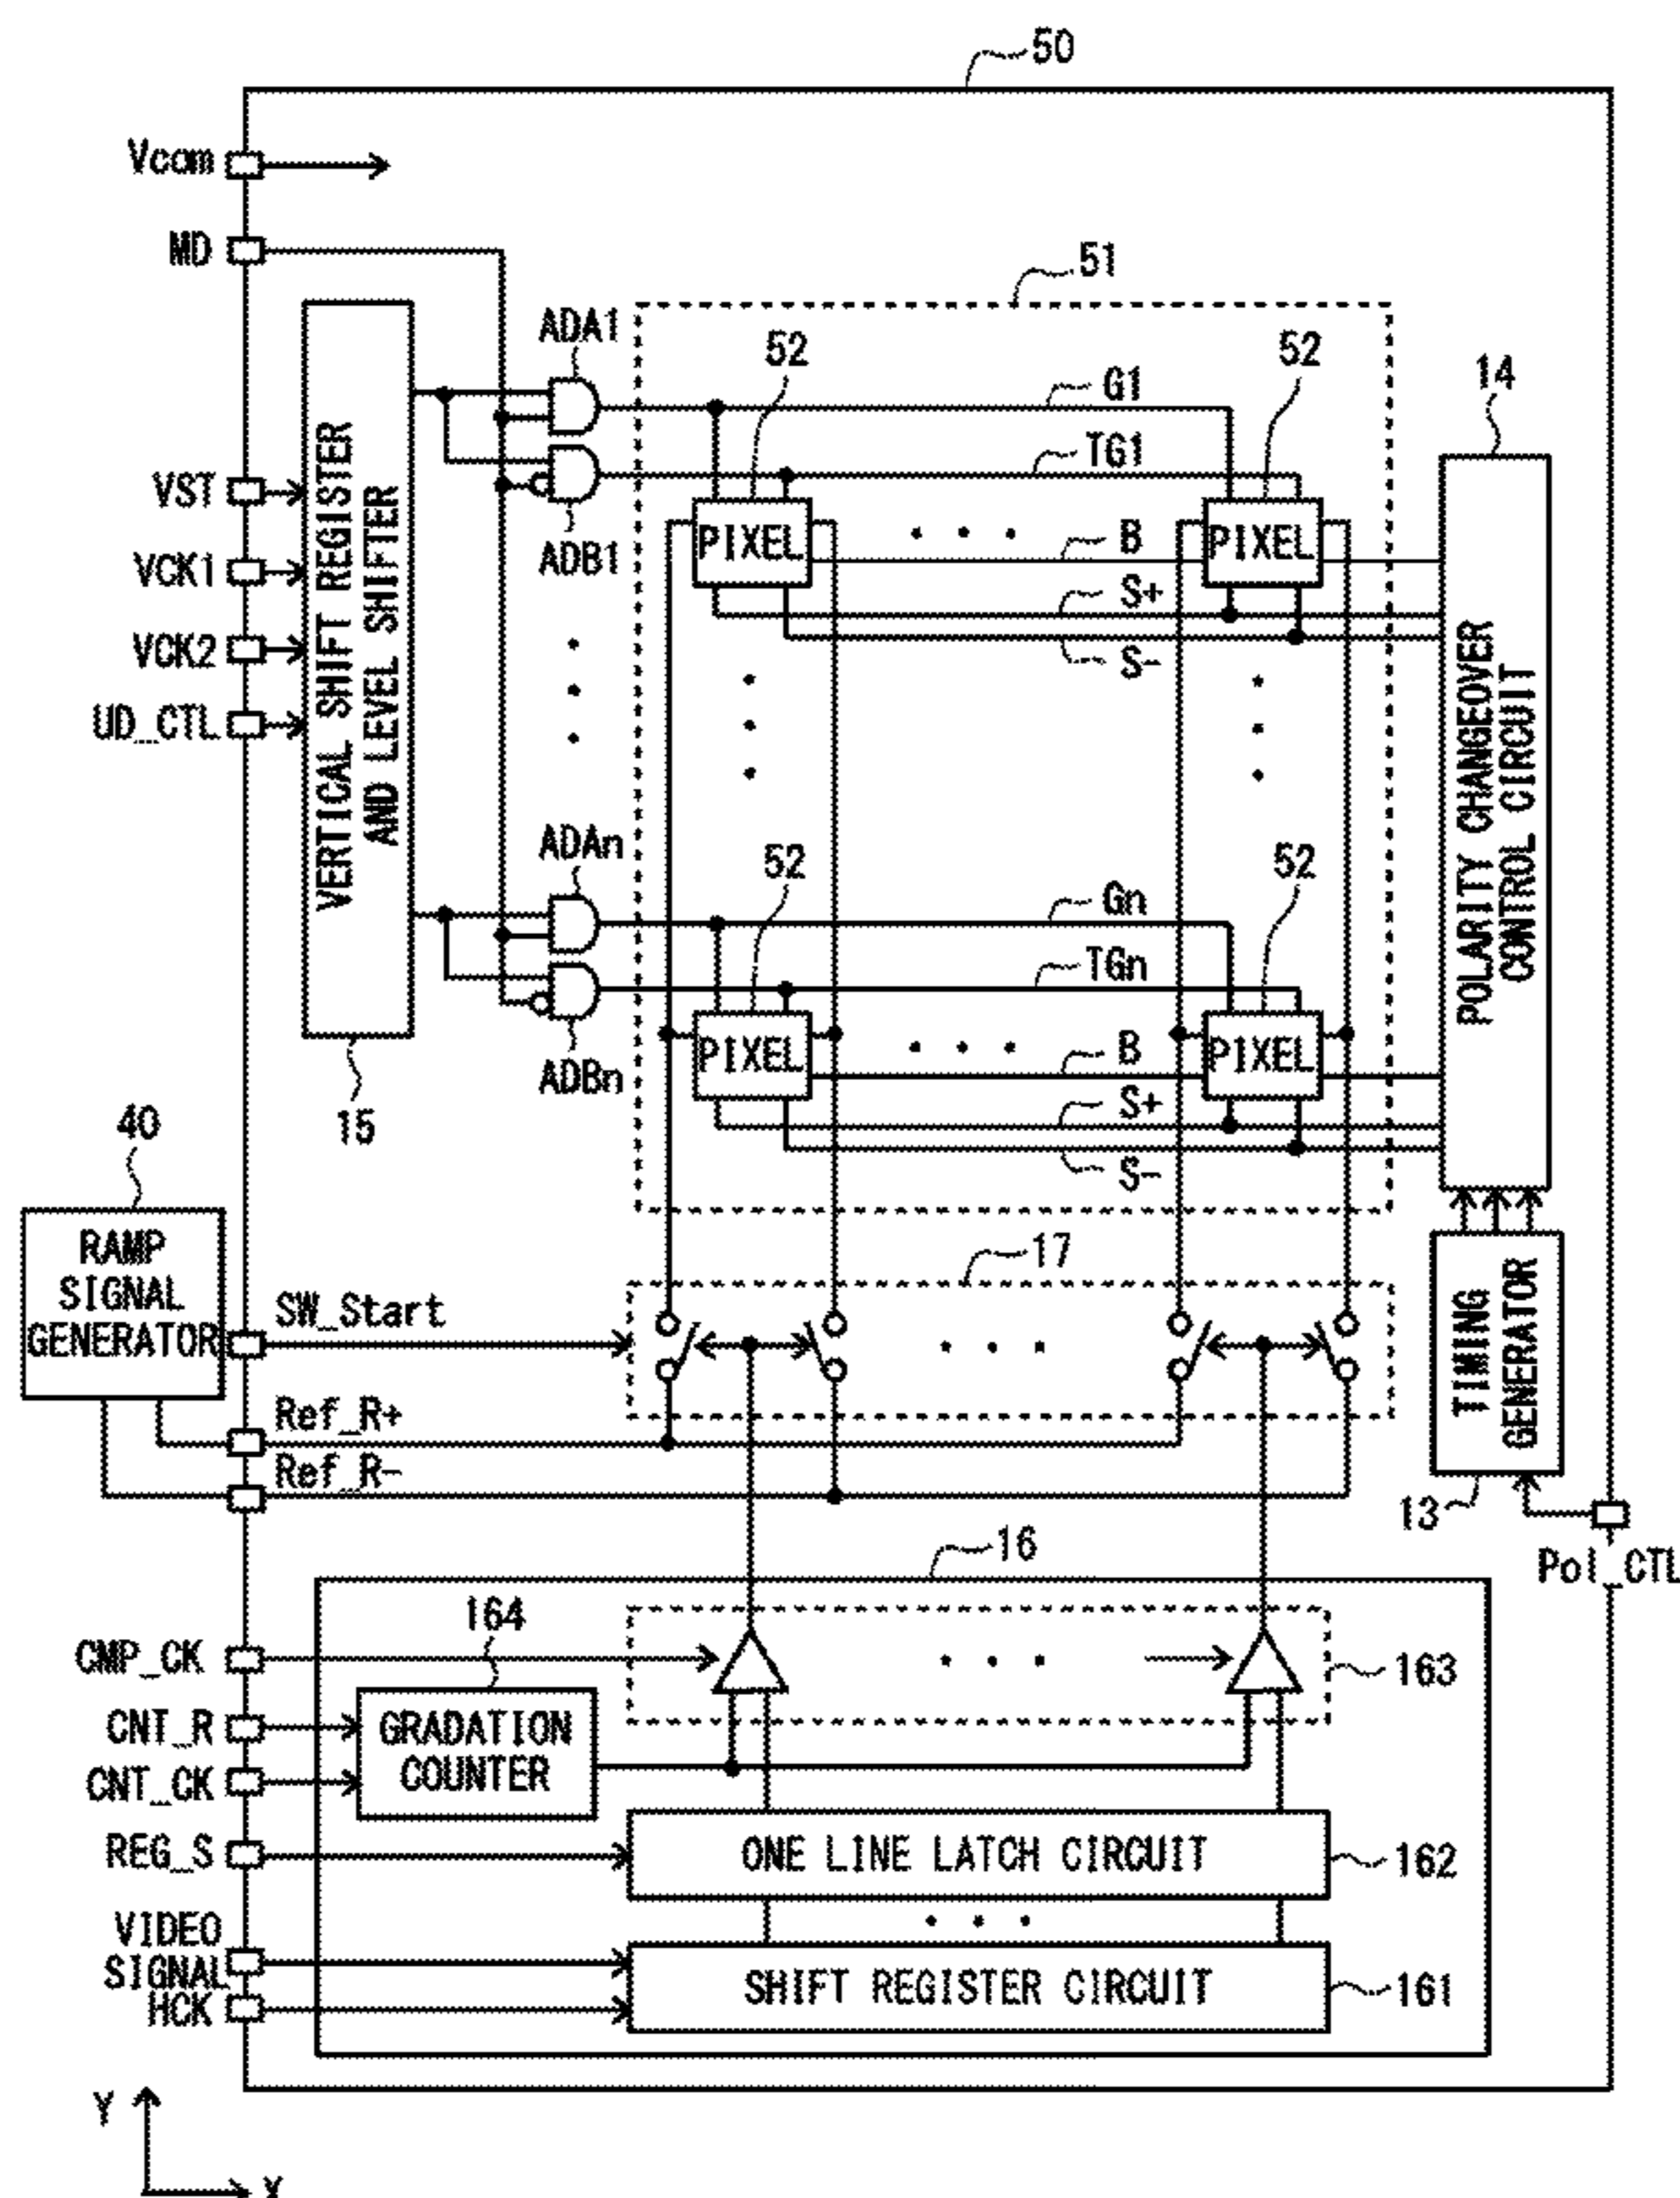 50
Vcom
MD
51
ADA1
52
52
14
G1
TG1
VST
PIXEL
PIXEL
B
ADB1
VCK1
S+
S-
VCK2
UD_CTL
VERTICAL SHIFT REGISTER
AND LEVEL SHIFTER
POLARITY CHANGEOVER
CONTROL CIRCUIT
ADAn
52
52
Gn
TGn
PIXEL
PIXEL
B
ADBn
S+
S-
15
40
RAMP
SIGNAL
GENERATOR
17
SW_Start
TIMING
GENERATOR
Ref_R+
Ref_R-
13
Pol_CTL
16
164
CMP_CK
163
CNT_R
GRADATION
COUNTER
CNT_CK
REG_S
ONE LINE LATCH CIRCUIT
162
VIDEO
SIGNAL
SHIFT REGISTER CIRCUIT
161
HCK
Y
X